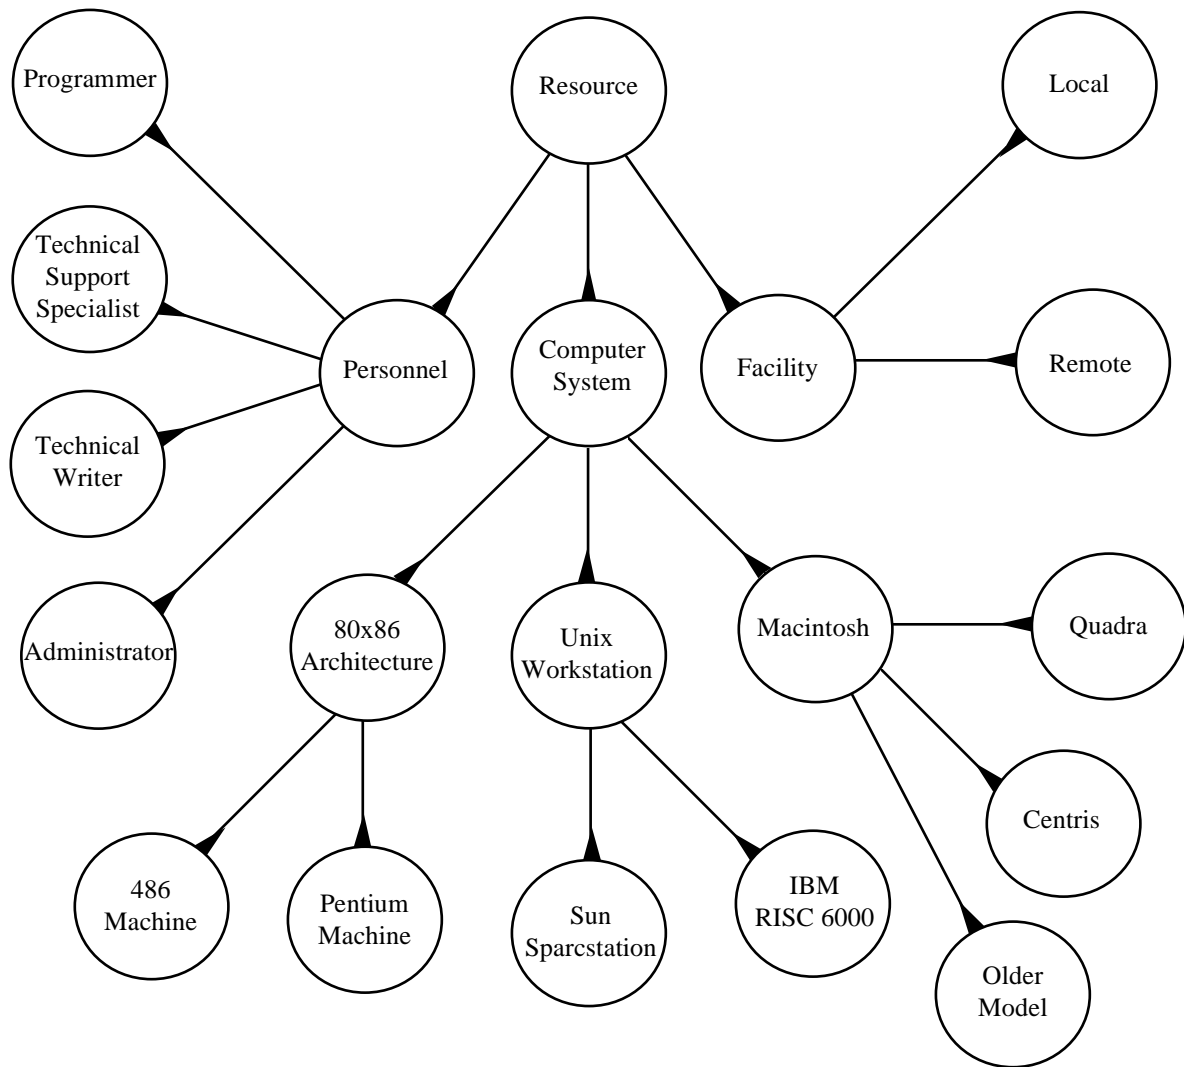 Programmer
Resource
Local
Technical
Support
Specialist
Personnel
Computer
System
Facility
Remote
Technical
Writer
Administrator
80x86
Architecture
Unix
Workstation
Macintosh
Quadra
Centris
486
Machine
Pentium
Machine
Sun
Sparcstation
IBM
RISC 6000
Older
Model